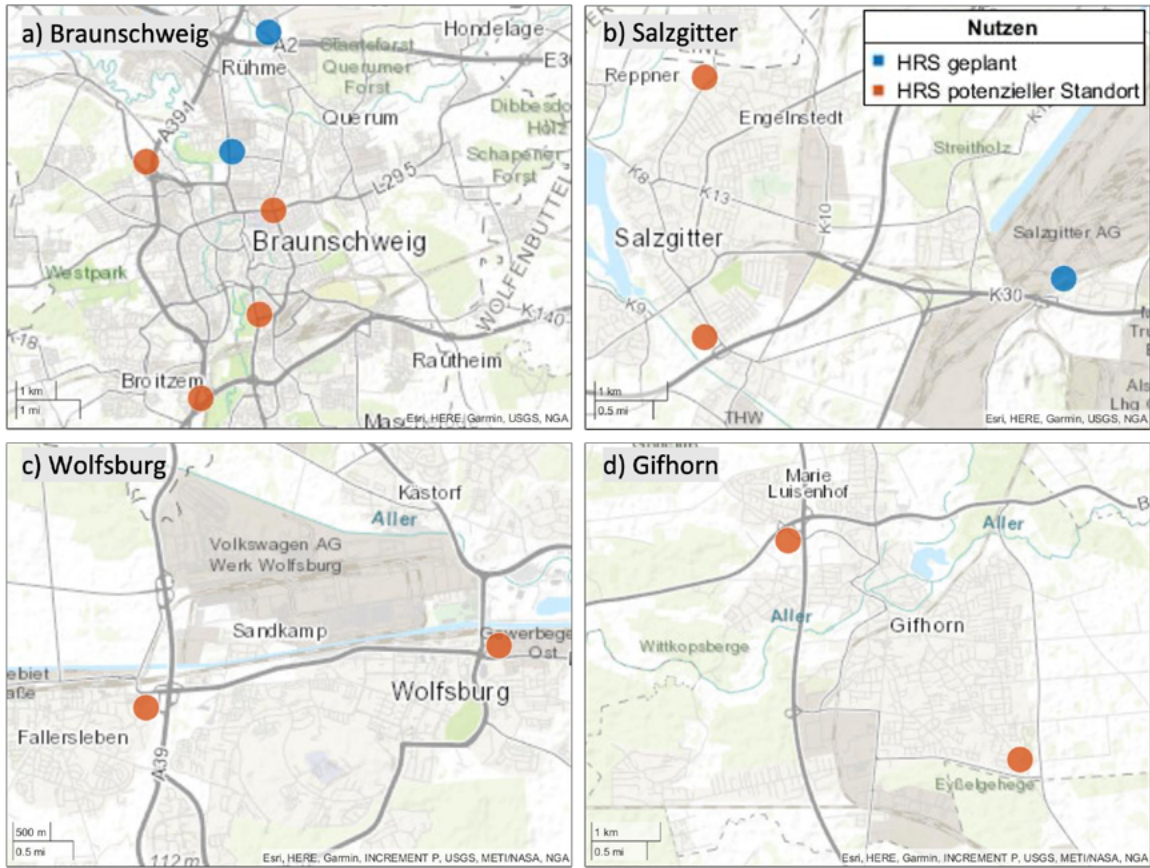 a) Braunschweig
A2
Hondelage
Rühme
Staatsforst
Querumer
Forst
A391
Querum
Schapener
Forst
L295
Braunschweig
WOLFENBÜTTEL
Westpark
K140
K-18
Broitzem
Rautheim
1 km
1 mi
Esri, HERE, Garmin, USGS, NGA
b) Salzgitter
Nutzen
HRS geplant
HRS potenzieller Standort
Reppner
Engelnstedt
Streitholz
K8
K13
K10
Salzgitter
Salzgitter AG
K30
K9
THW
1 km
0.5 mi
Esri, HERE, Garmin, USGS, NGA
c) Wolfsburg
Kästorf
Aller
Volkswagen AG
Werk Wolfsburg
Sandkamp
Ost
Wolfsburg
Fallersleben
A39
500 m
0.5 mi
112 m
Esri, HERE, Garmin, INCREMENT P, USGS, METI/NASA, NGA
d) Gifhorn
Marie
Luisenhof
Aller
Aller
Gifhorn
Wittkopsberge
Eyßelgehege
1 km
0.5 mi
Esri, HERE, Garmin, INCREMENT P, USGS, METI/NASA, NGA